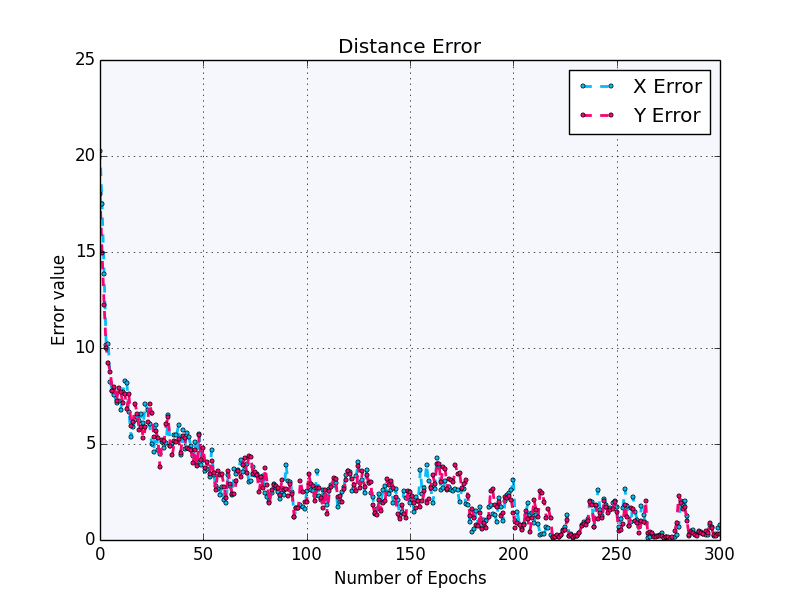 Distance Error
25
20
15
10
5
0
0 50 100 150 200 250 300
Error value
Number of Epochs
X Error
Y Error